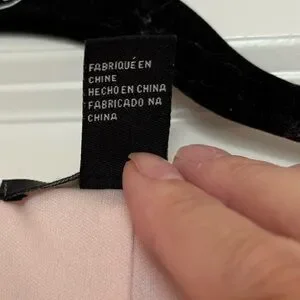 FABRIQUÉ EN
CHINE
HECHO EN CHINA
FABRICADO NA
CHINA